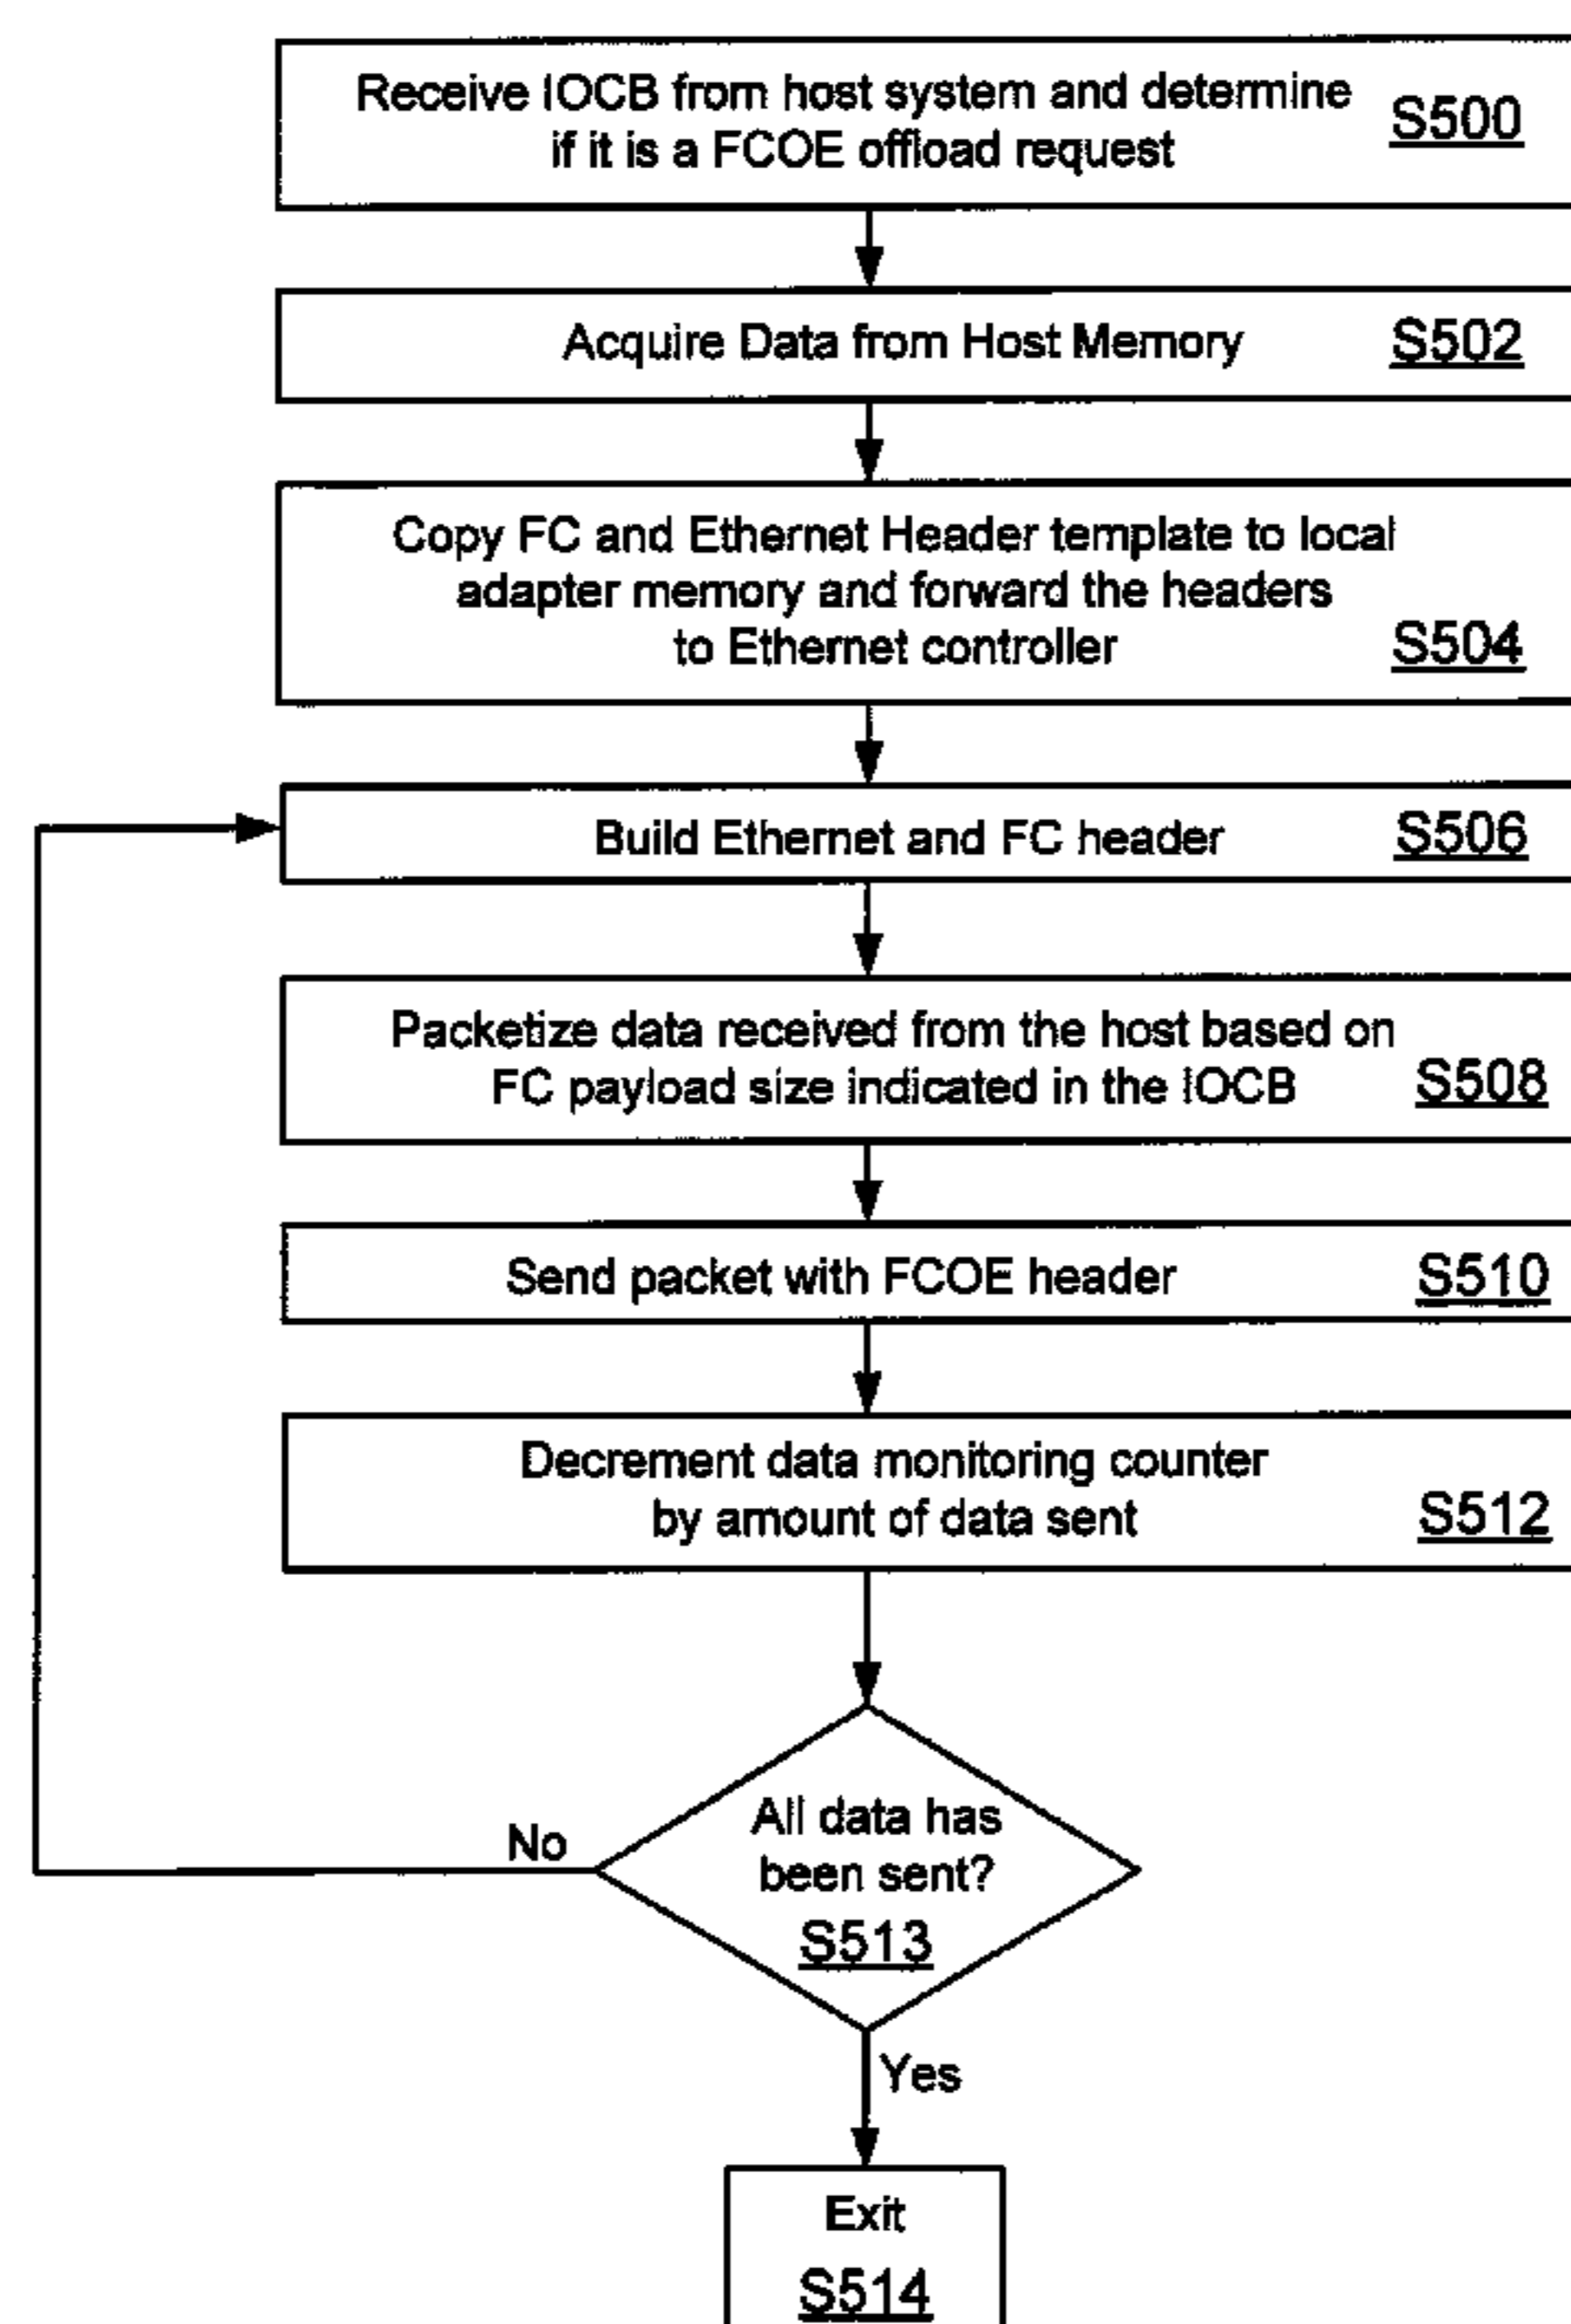 Receive IOCB from host system and determine
if it is a FCOE offload request
S500
Acquire Data from Host Memory
S502
Copy FC and Ethernet Header template to local
adapter memory and forward the headers
to Ethernet controller
S504
Build Ethernet and FC header
S506
Packetize data received from the host based on
FC payload size indicated in the IOCB
S508
Send packet with FCOE header
S510
Decrement data monitoring counter
by amount of data sent
S512
All data has
been sent?
S513
No
Yes
Exit
S514